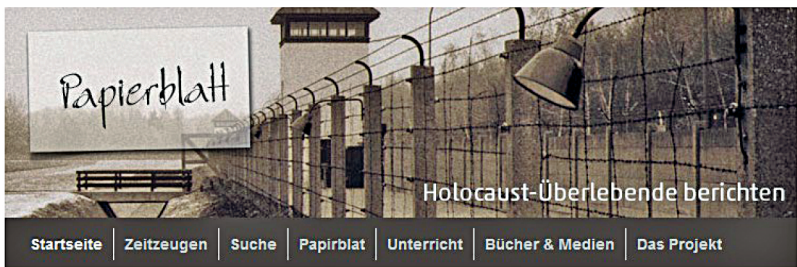 Papierblatt
Holocaust-Überlebende berichten
Startseite Zeitzeugen Suche Papirblat Unterricht Bücher & Medien Das Projekt